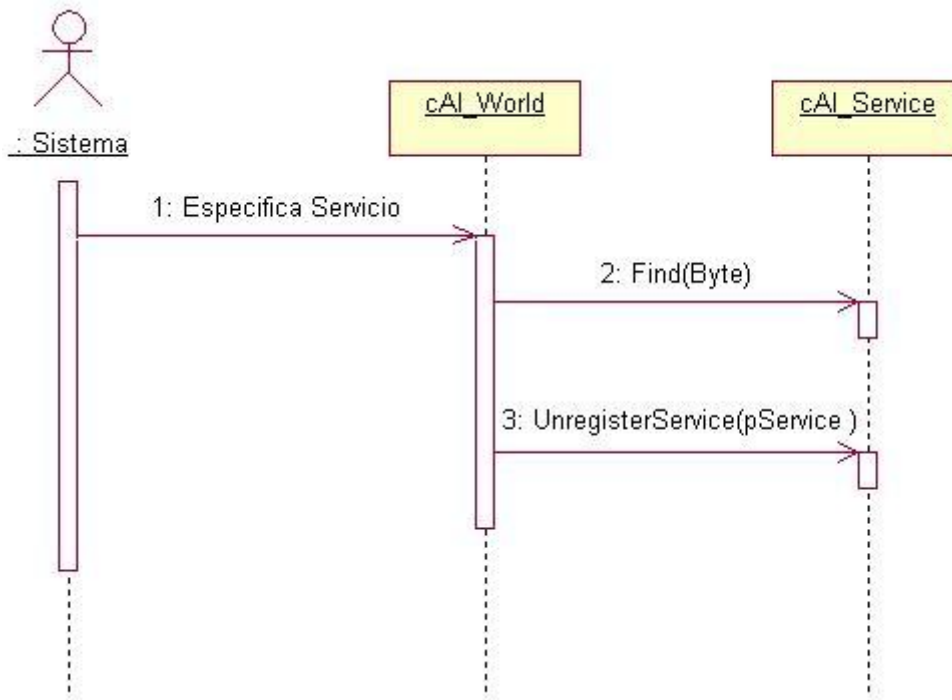 cAI_World
cAI_Service
: Sistema
1: Especifica Servicio
2: Find(Byte)
3: UnregisterService(pService )